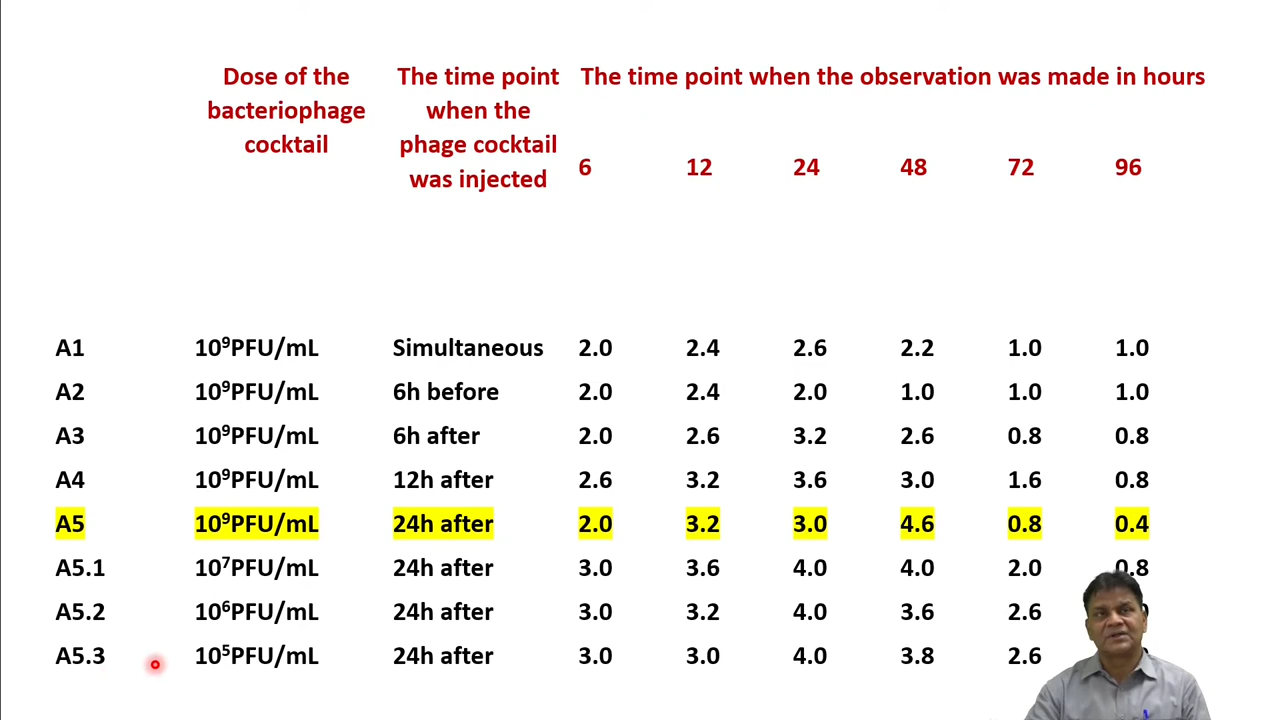 Dose of the bacteriophage cocktail
The time point when the phage cocktail was injected
The time point when the observation was made in hours
6 12 24 48 72 96
A1 10⁹PFU/mL Simultaneous 2.0 2.4 2.6 2.2 1.0 1.0
A2 10⁹PFU/mL 6h before 2.0 2.4 2.0 1.0 1.0 1.0
A3 10⁹PFU/mL 6h after 2.0 2.6 3.2 2.6 0.8 0.8
A4 10⁹PFU/mL 12h after 2.6 3.2 3.6 3.0 1.6 0.8
A5 10⁹PFU/mL 24h after 2.0 3.2 3.0 4.6 0.8 0.4
A5.1 10⁷PFU/mL 24h after 3.0 3.6 4.0 4.0 2.0 0.8
A5.2 10⁶PFU/mL 24h after 3.0 3.2 4.0 3.6 2.6
A5.3 10⁵PFU/mL 24h after 3.0 3.0 4.0 3.8 2.6